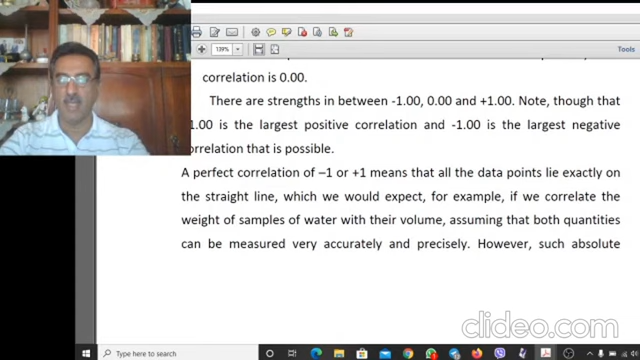 139%
Tools
correlation is 0.00.
There are strengths in between -1.00, 0.00 and +1.00. Note, though that
1.00 is the largest positive correlation and -1.00 is the largest negative
correlation that is possible.
A perfect correlation of –1 or +1 means that all the data points lie exactly on
the straight line, which we would expect, for example, if we correlate the
weight of samples of water with their volume, assuming that both quantities
can be measured very accurately and precisely. However, such absolute
clideo.com
Type here to search